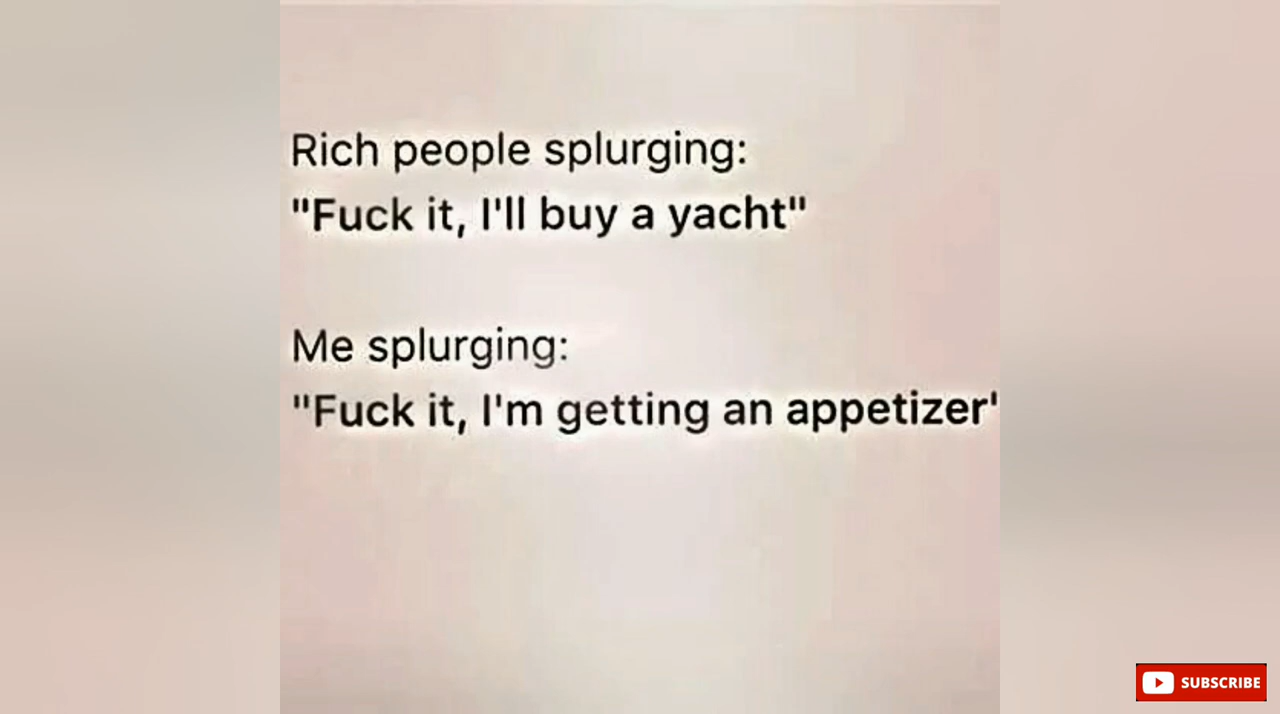 Rich people splurging:
"Fuck it, I'll buy a yacht"
Me splurging:
"Fuck it, I'm getting an appetizer'
SUBSCRIBE